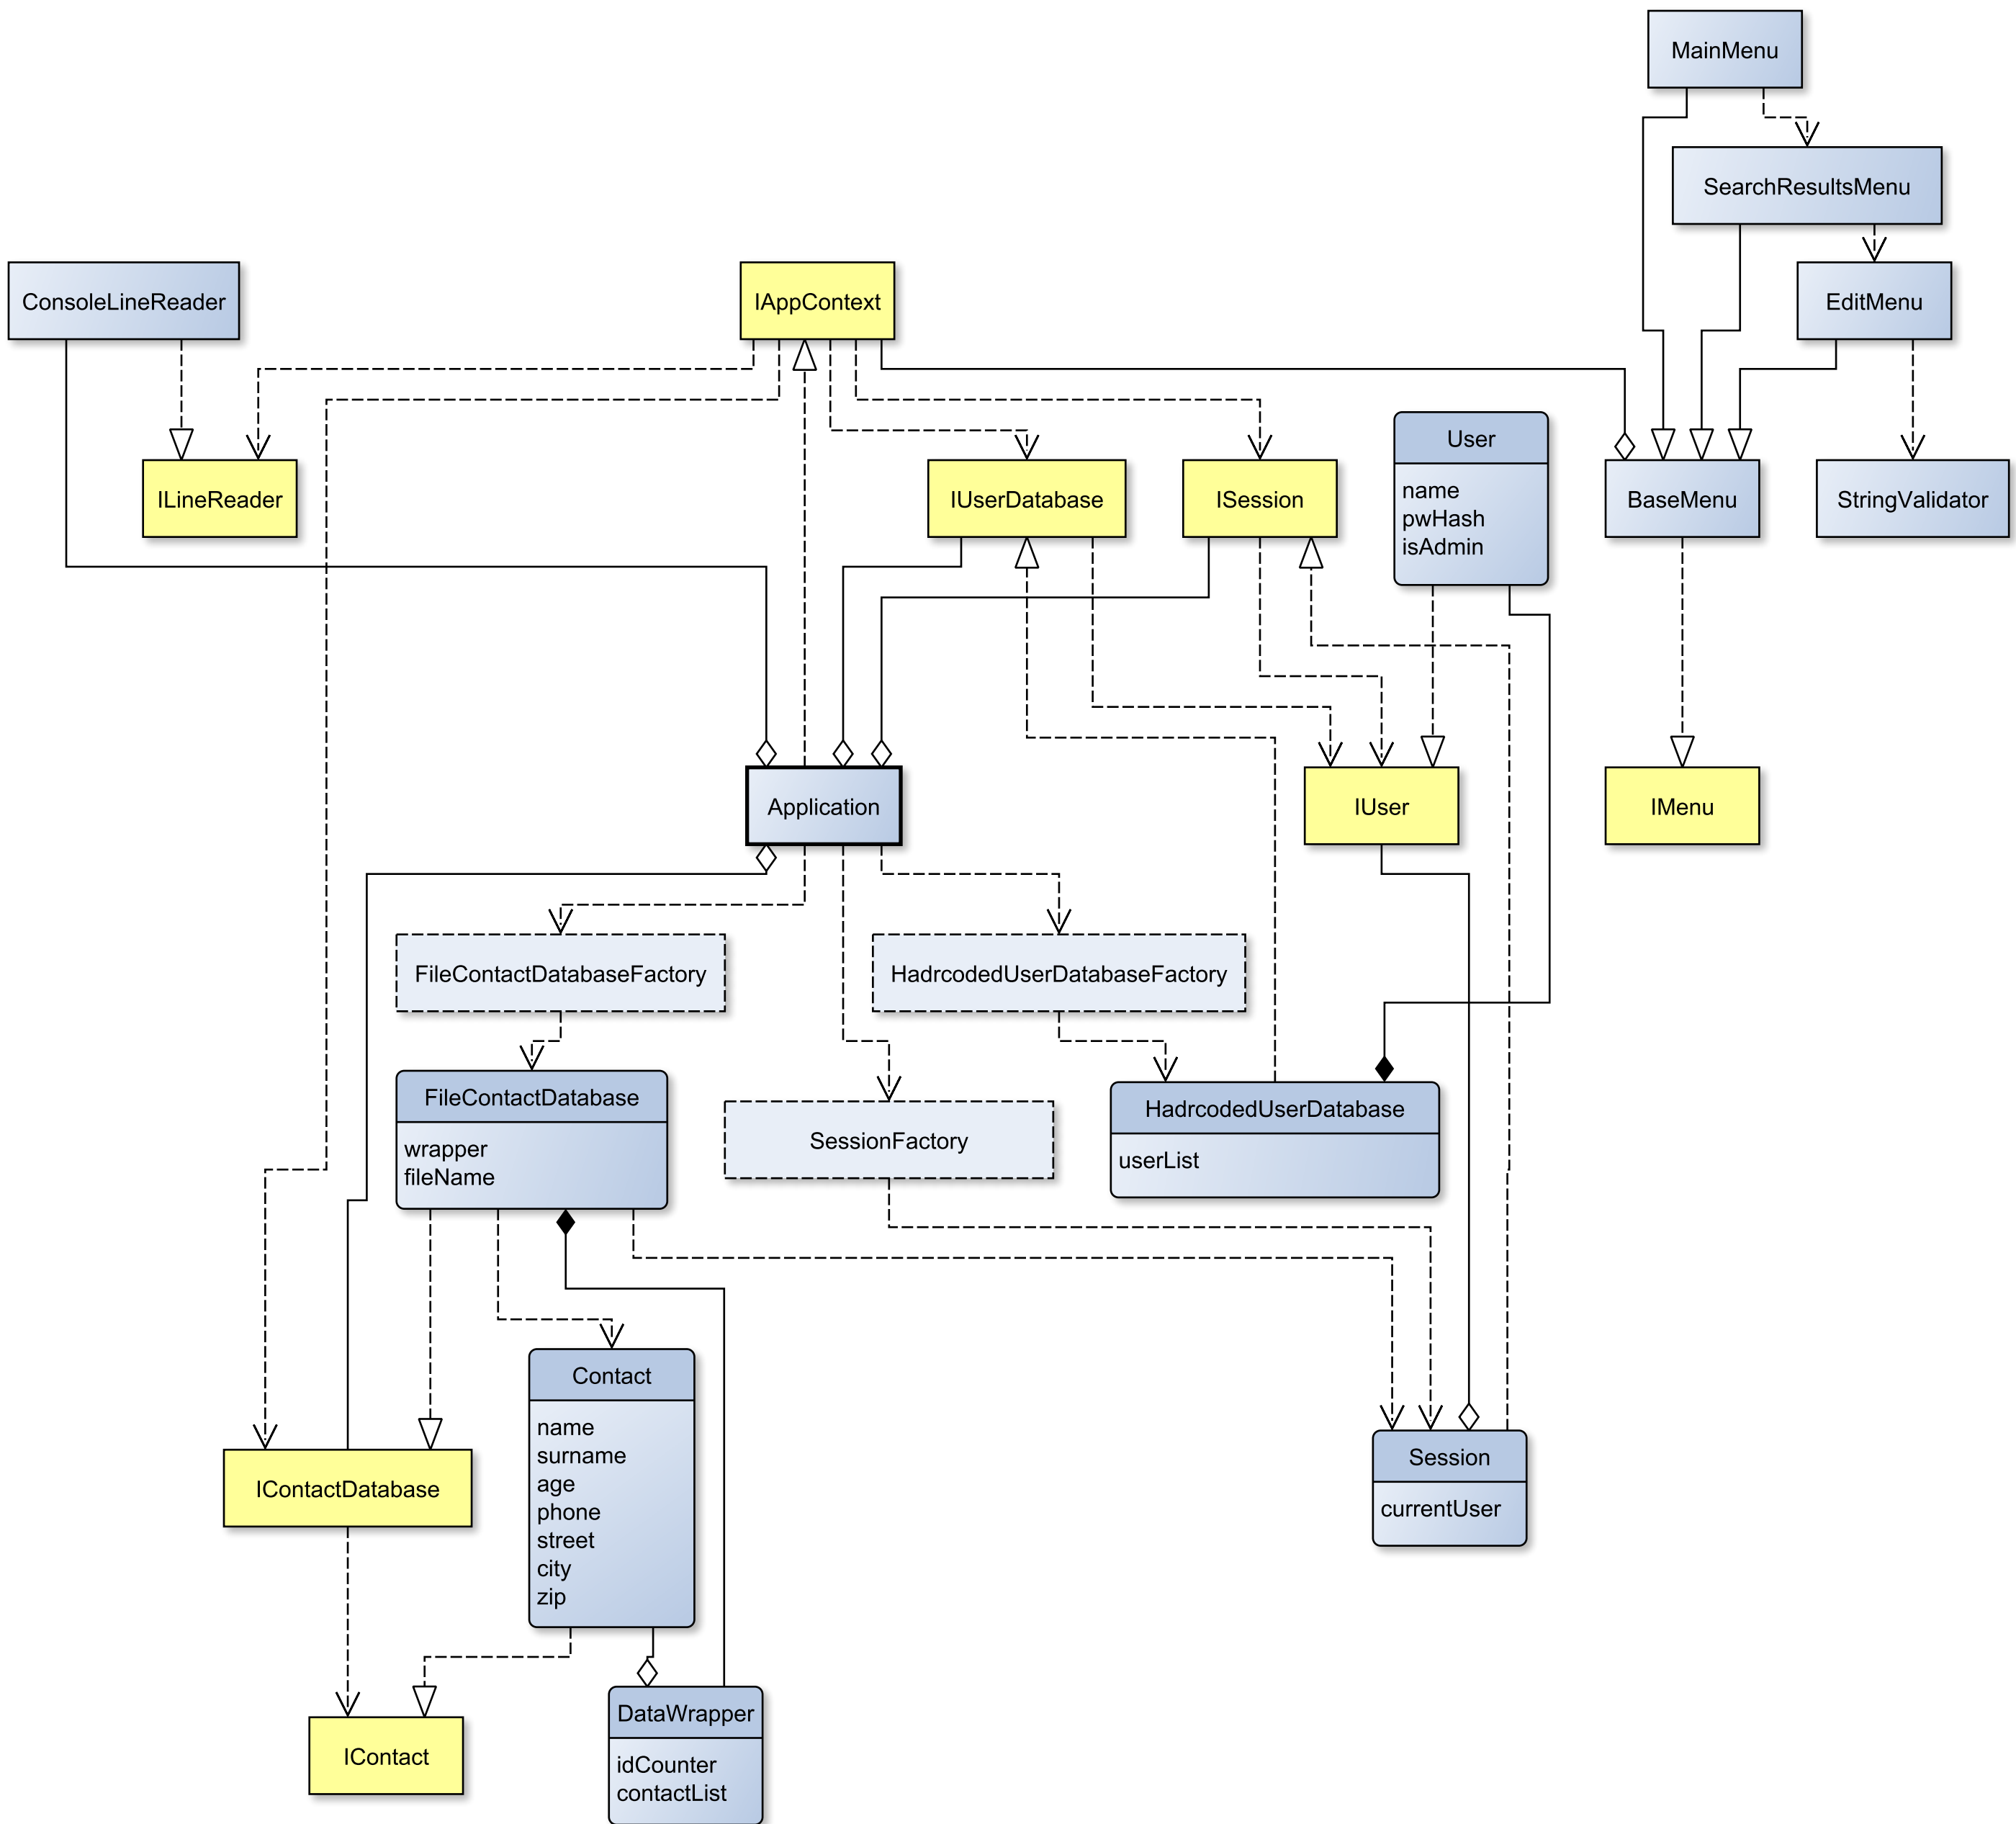 MainMenu
SearchResultsMenu
ConsoleLineReader
IAppContext
EditMenu
User
name
pwHash
isAdmin
ILineReader
IUserDatabase
ISession
BaseMenu
StringValidator
Application
IUser
IMenu
FileContactDatabaseFactory
HadrcodedUserDatabaseFactory
FileContactDatabase
wrapper
fileName
SessionFactory
HadrcodedUserDatabase
userList
Contact
name
surname
age
phone
street
city
zip
IContactDatabase
Session
currentUser
IContact
DataWrapper
idCounter
contactList